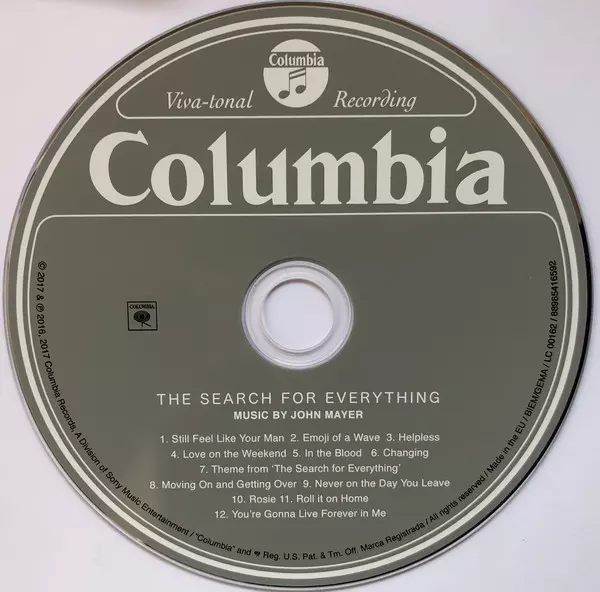 Columbia
Viva-tonal Recording
Columbia
COLUMBIA
THE SEARCH FOR EVERYTHING
MUSIC BY JOHN MAYER
1. Still Feel Like Your Man 2. Emoji of a Wave 3. Helpless
4. Love on the Weekend 5. In the Blood 6. Changing
7. Theme from ‘The Search for Everything’
8. Moving On and Getting Over 9. Never on the Day You Leave
10. Rosie 11. Roll it on Home
12. You're Gonna Live Forever in Me
© 2017 & ℗ 2016, 2017 Columbia Records, A Division of Sony Music Entertainment / "Columbia" and Reg. U.S. Pat. & Tm. Off. Marca Registrada / All rights reserved / Made in the EU / BIEM/GEMA / LC 00162 / 88985416592